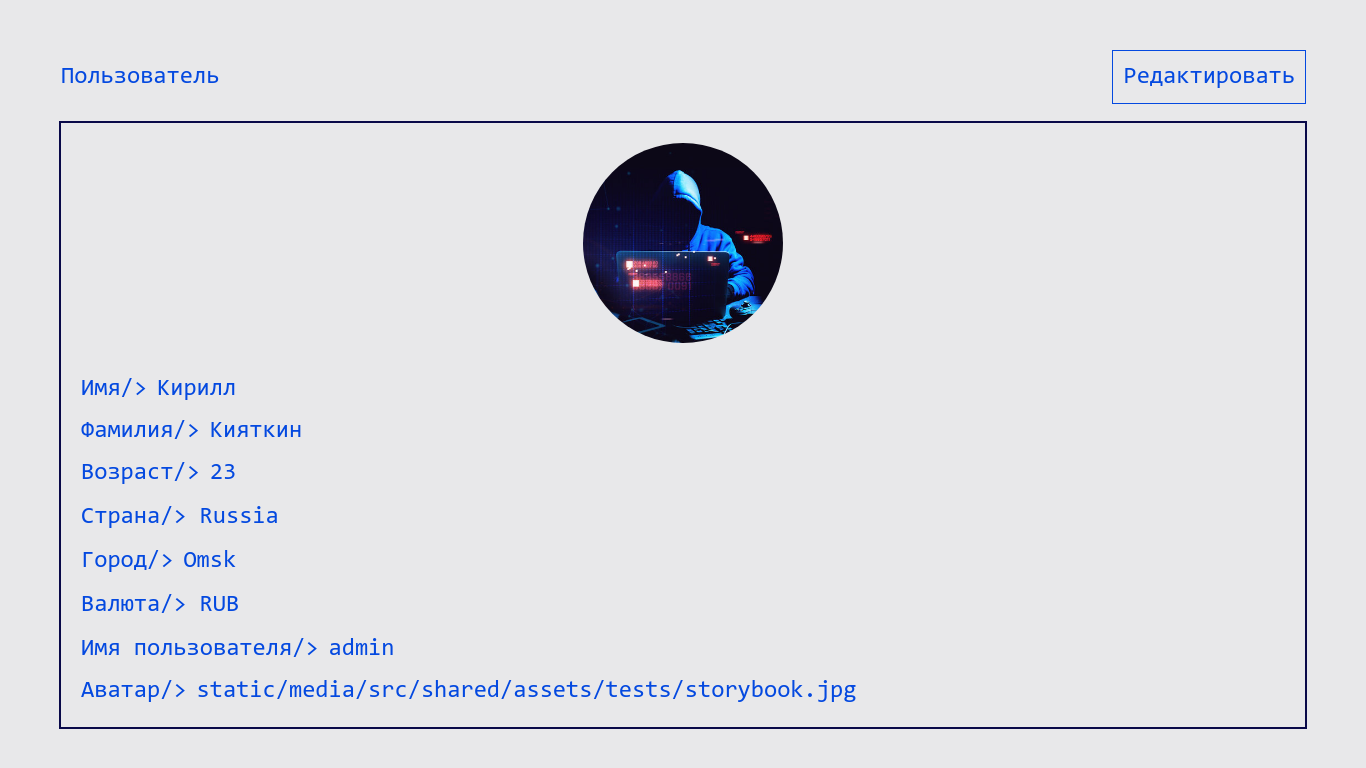 Пользователь
Редактировать
Имя/> Кирилл
Фамилия/> Кияткин
Возраст/> 23
Страна/> Russia
Город/> Omsk
Валюта/> RUB
Имя пользователя/> admin
Аватар/> static/media/src/shared/assets/tests/storybook.jpg